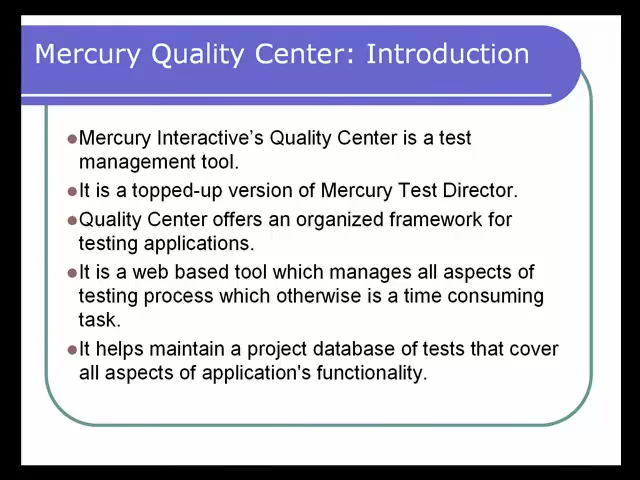 Mercury Quality Center: Introduction
Mercury Interactive's Quality Center is a test
management tool.
It is a topped-up version of Mercury Test Director.
Quality Center offers an organized framework for
testing applications.
It is a web based tool which manages all aspects of
testing process which otherwise is a time consuming
task.
It helps maintain a project database of tests that cover
all aspects of application's functionality.